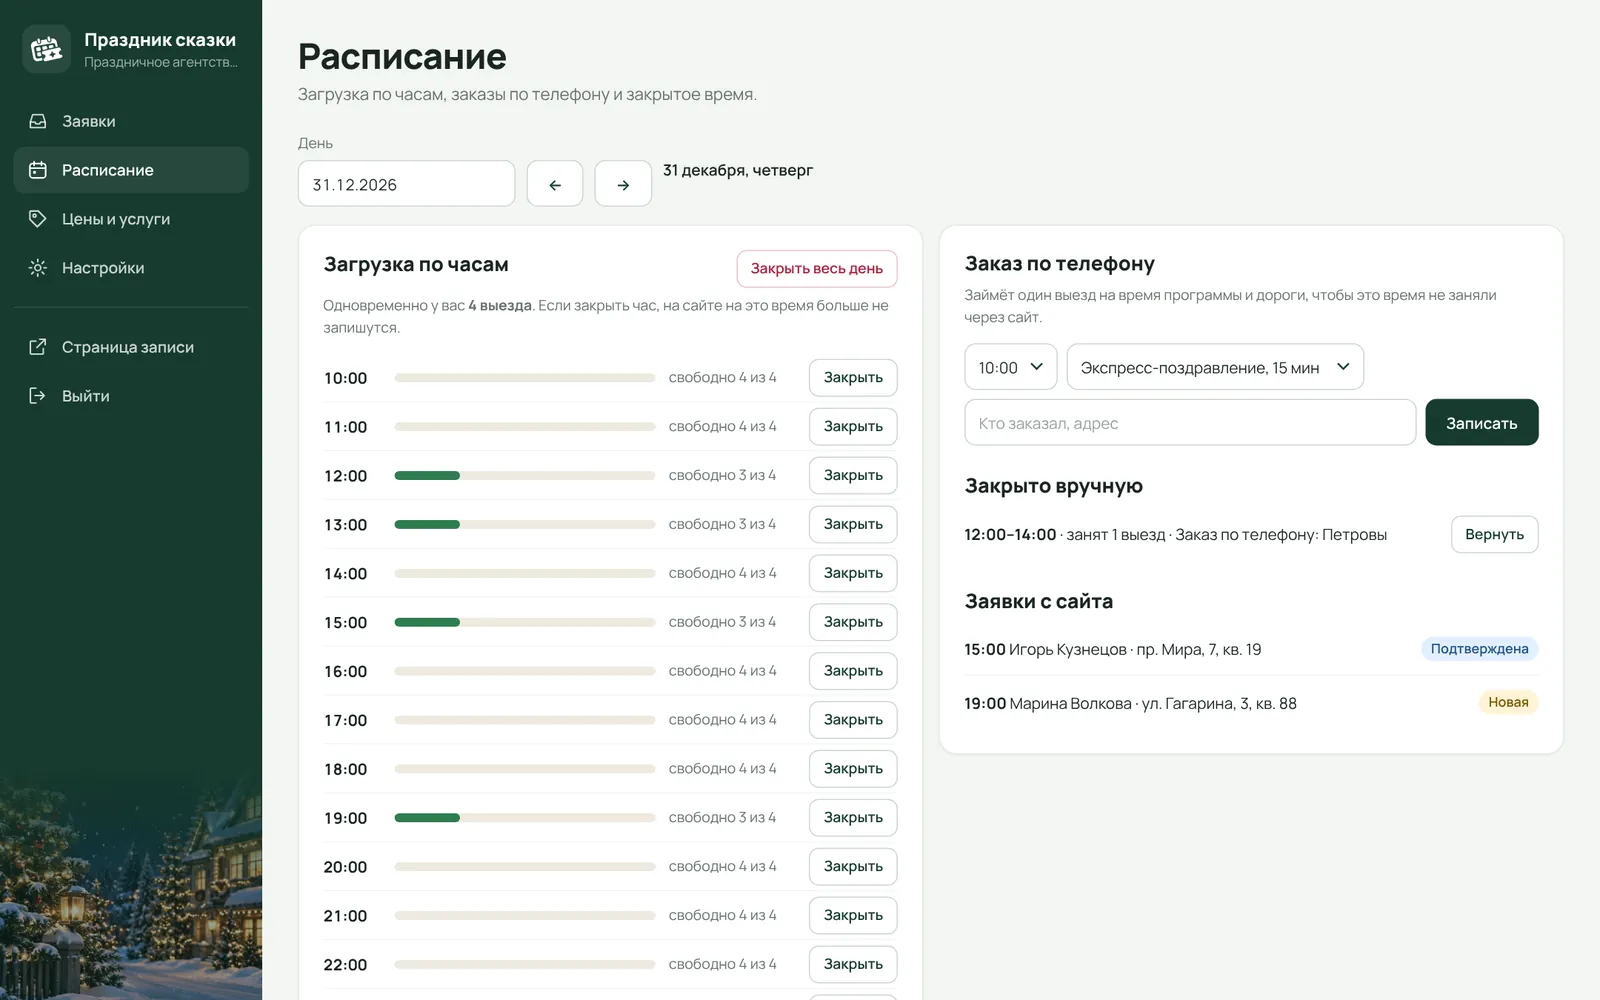 Праздник сказки
Праздничное агентств...
Заявки
Расписание
Цены и услуги
Настройки
Страница записи
Выйти
Расписание
Загрузка по часам, заказы по телефону и закрытое время.
День
31.12.2026
←
→
31 декабря, четверг
Загрузка по часам
Закрыть весь день
Одновременно у вас 4 выезда. Если закрыть час, на сайте на это время больше не
запишутся.
10:00 свободно 4 из 4 Закрыть
11:00 свободно 4 из 4 Закрыть
12:00 свободно 3 из 4 Закрыть
13:00 свободно 3 из 4 Закрыть
14:00 свободно 4 из 4 Закрыть
15:00 свободно 3 из 4 Закрыть
16:00 свободно 4 из 4 Закрыть
17:00 свободно 4 из 4 Закрыть
18:00 свободно 4 из 4 Закрыть
19:00 свободно 3 из 4 Закрыть
20:00 свободно 4 из 4 Закрыть
21:00 свободно 4 из 4 Закрыть
22:00 свободно 4 из 4 Закрыть
Заказ по телефону
Займёт один выезд на время программы и дороги, чтобы это время не заняли
через сайт.
10:00 Экспресс-поздравление, 15 мин
Кто заказал, адрес Записать
Закрыто вручную
12:00–14:00 · занят 1 выезд · Заказ по телефону: Петровы Вернуть
Заявки с сайта
15:00 Игорь Кузнецов · пр. Мира, 7, кв. 19 Подтверждена
19:00 Марина Волкова · ул. Гагарина, 3, кв. 88 Новая